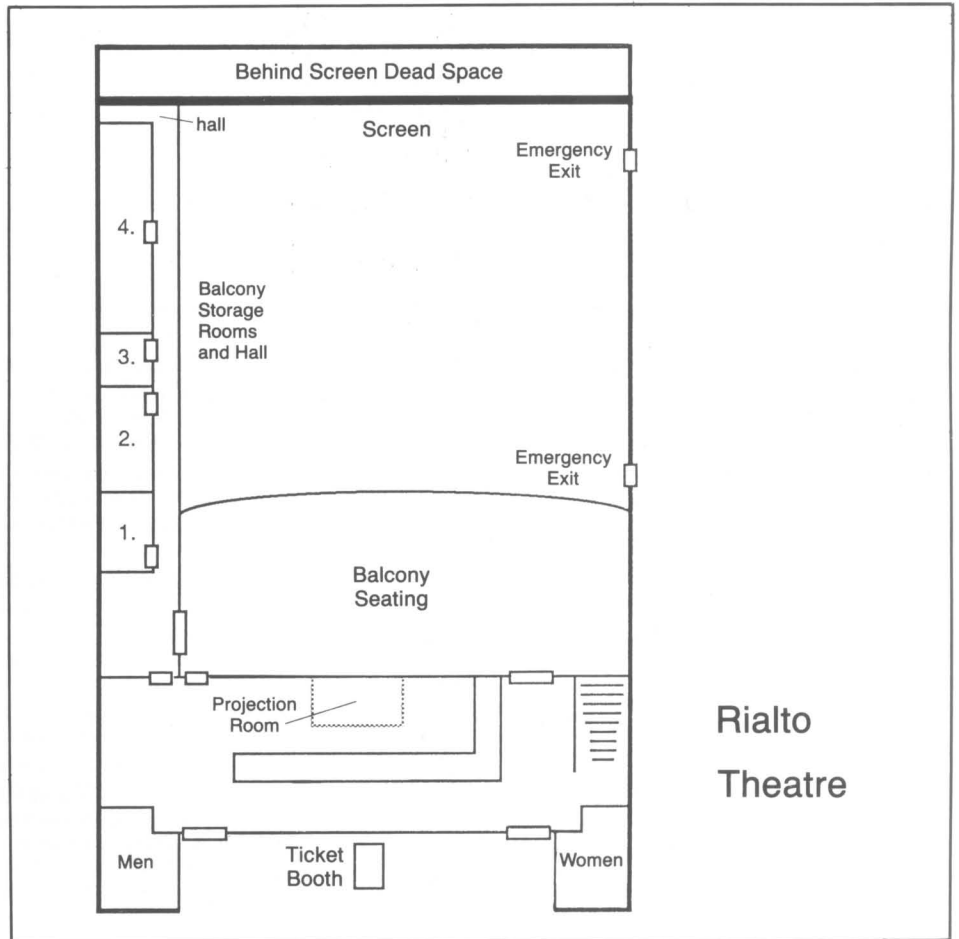 Behind Screen Dead Space
hall
Screen
Emergency
Exit
4.
Balcony
Storage
Rooms
and Hall
3.
2.
Emergency
Exit
1.
Balcony
Seating
Projection
Room
Rialto
Theatre
Men
Ticket
Booth
Women